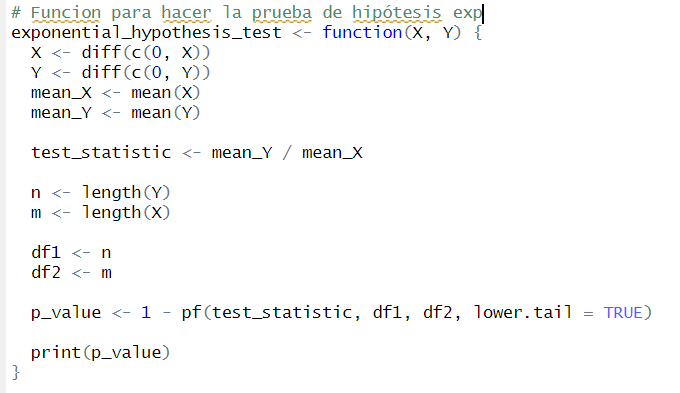 # Funcion para hacer la prueba de hipótesis exp
exponential_hypothesis_test <- function(X, Y) {
  X <- diff(c(0, X))
  Y <- diff(c(0, Y))
  mean_X <- mean(X)
  mean_Y <- mean(Y)
  test_statistic <- mean_Y / mean_X
  n <- length(Y)
  m <- length(X)
  df1 <- n
  df2 <- m
  p_value <- 1 - pf(test_statistic, df1, df2, lower.tail = TRUE)
  print(p_value)
}